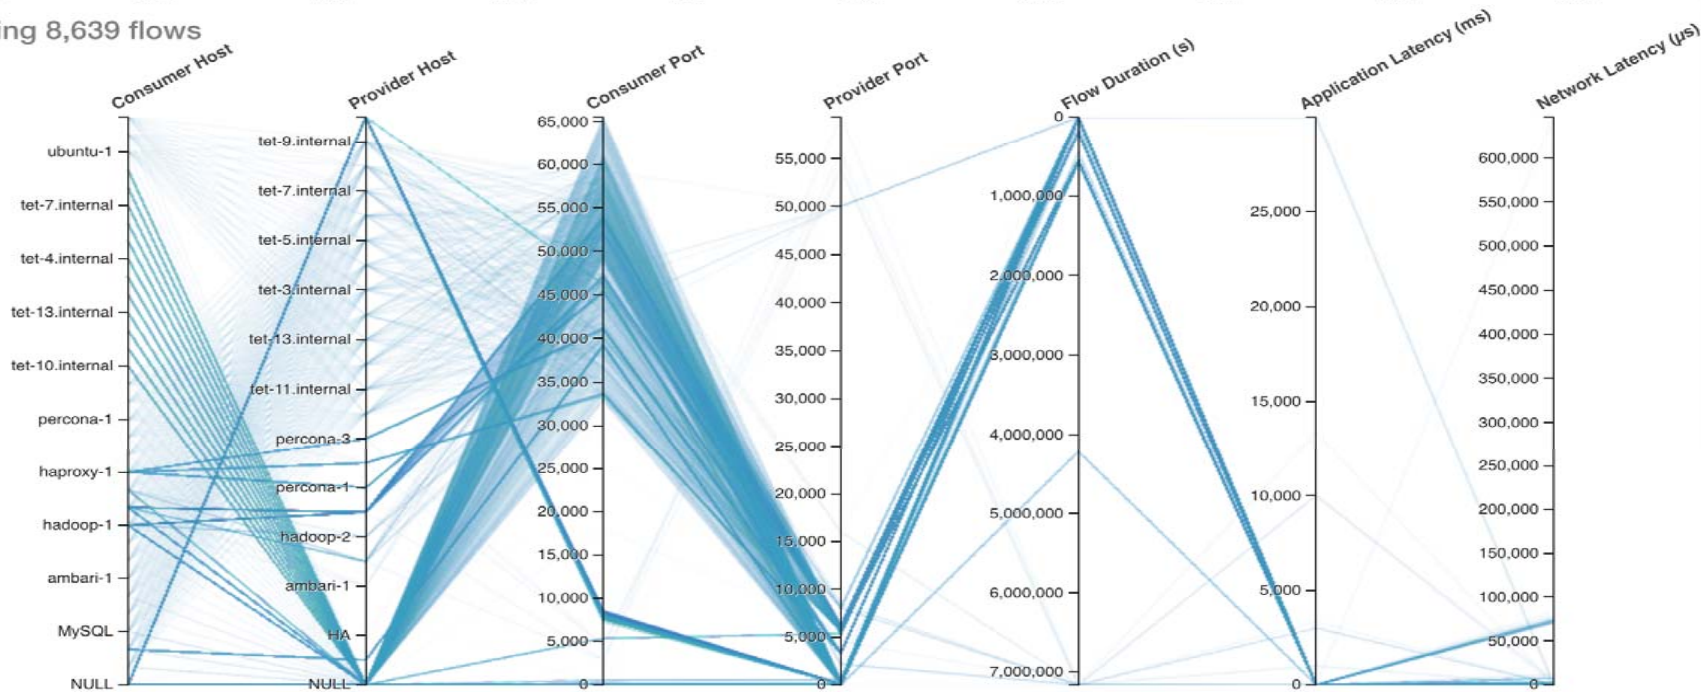 ing 8,639 flows
Consumer Host
Provider Host
Consumer Port
Provider Port
Flow Duration (s)
Application Latency (ms)
Network Latency (µs)
ubuntu-1
tet-7.internal
tet-4.internal
tet-13.internal
tet-10.internal
percona-1
haproxy-1
hadoop-1
ambari-1
MySQL
NULL
tet-9.internal
tet-7.internal
tet-5.internal
tet-3.internal
tet-13.internal
tet-11.internal
percona-3
percona-1
hadoop-2
ambari-1
HA
NULL
65,000
60,000
55,000
50,000
45,000
40,000
35,000
30,000
25,000
20,000
15,000
10,000
5,000
0
55,000
50,000
45,000
40,000
35,000
30,000
25,000
20,000
15,000
10,000
5,000
0
0
1,000,000
2,000,000
3,000,000
4,000,000
5,000,000
6,000,000
7,000,000
25,000
20,000
15,000
10,000
5,000
0
600,000
550,000
500,000
450,000
400,000
350,000
300,000
250,000
200,000
150,000
100,000
50,000
0